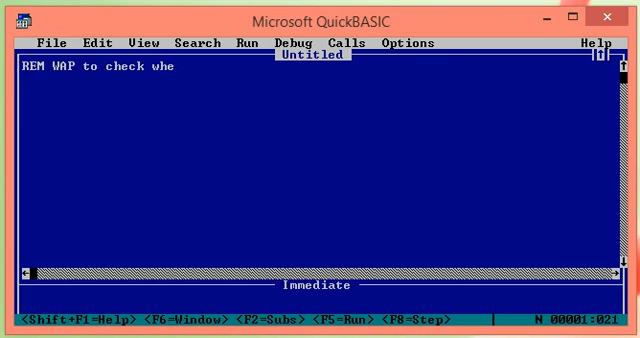 Microsoft QuickBASIC
File Edit View Search Run Debug Calls Options Help
Untitled
REM WAP to check whe
Immediate
<Shift+F1=Help> <F6=Window> <F2=Subs> <F5=Run> <F8=Step> N 00001:021